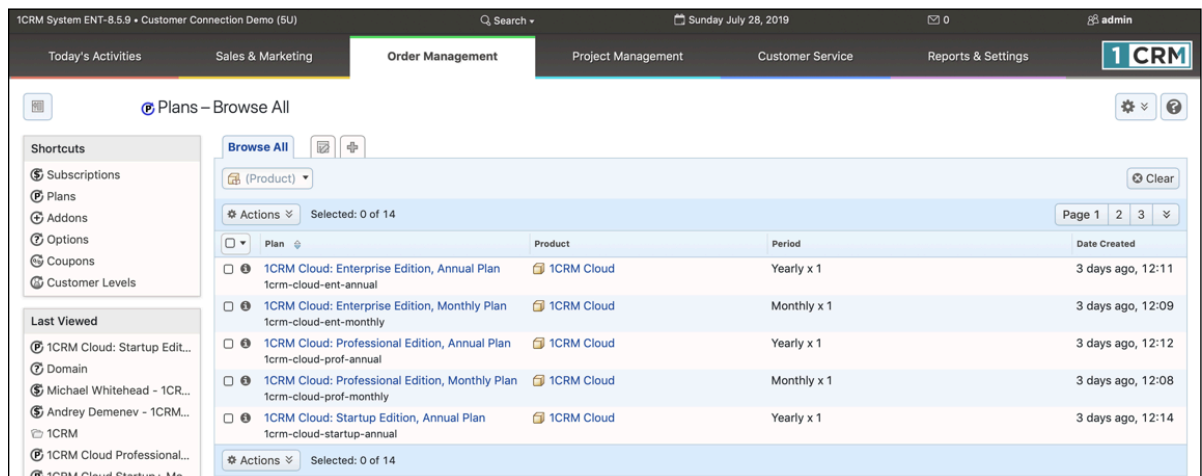 1CRM System ENT-8.5.9 • Customer Connection Demo (5U)
Search
Sunday July 28, 2019
0
admin
Today's Activities
Sales & Marketing
Order Management
Project Management
Customer Service
Reports & Settings
1 CRM
Plans – Browse All
Shortcuts
Subscriptions
Plans
Addons
Options
Coupons
Customer Levels
Last Viewed
1CRM Cloud: Startup Edit...
Domain
Michael Whitehead - 1CR...
Andrey Demenev - 1CRM...
1CRM
1CRM Cloud Professional...
Browse All
(Product)
Clear
Actions
Selected: 0 of 14
Page 1 2 3
Plan Product Period Date Created
1CRM Cloud: Enterprise Edition, Annual Plan 1CRM Cloud Yearly x 1 3 days ago, 12:11
1crm-cloud-ent-annual
1CRM Cloud: Enterprise Edition, Monthly Plan 1CRM Cloud Monthly x 1 3 days ago, 12:09
1crm-cloud-ent-monthly
1CRM Cloud: Professional Edition, Annual Plan 1CRM Cloud Yearly x 1 3 days ago, 12:12
1crm-cloud-prof-annual
1CRM Cloud: Professional Edition, Monthly Plan 1CRM Cloud Monthly x 1 3 days ago, 12:08
1crm-cloud-prof-monthly
1CRM Cloud: Startup Edition, Annual Plan 1CRM Cloud Yearly x 1 3 days ago, 12:14
1crm-cloud-startup-annual
Actions
Selected: 0 of 14